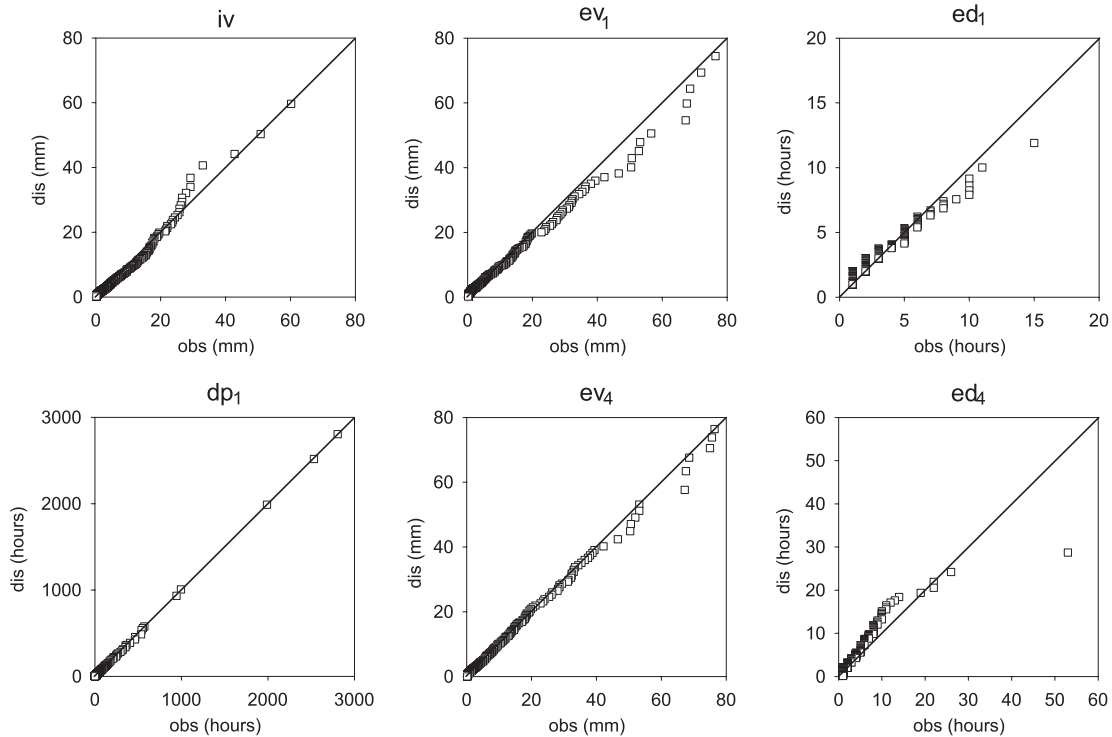 iv
80
60
40
20
0
dis (mm)
0 20 40 60 80
obs (mm)
ev1
80
60
40
20
0
dis (mm)
0 20 40 60 80
obs (mm)
ed1
20
15
10
5
0
dis (hours)
0 5 10 15 20
obs (hours)
dp1
3000
2000
1000
0
dis (hours)
0 1000 2000 3000
obs (hours)
ev4
80
60
40
20
0
dis (mm)
0 20 40 60 80
obs (mm)
ed4
60
50
40
30
20
10
0
dis (hours)
0 10 20 30 40 50 60
obs (hours)